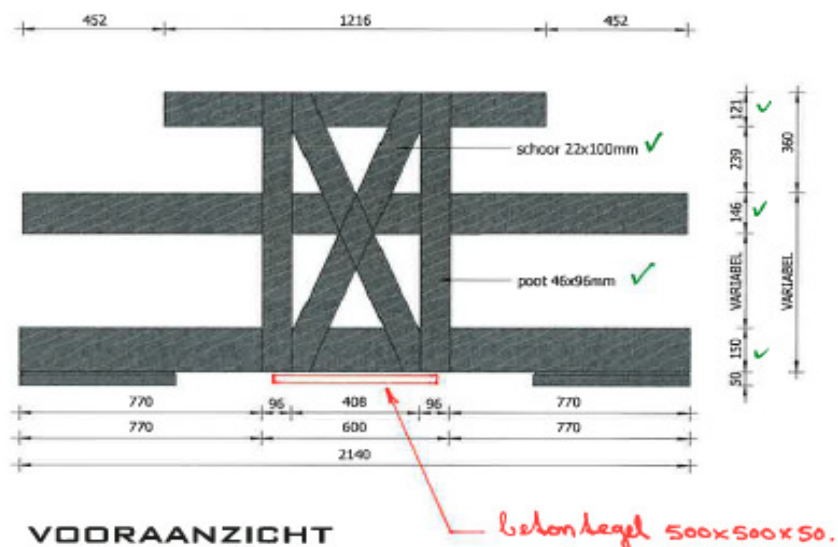 452 1216 452
121
schoor 22x100mm
239
360
146
poot 46x96mm
VARIABEL
VARIABEL
150
50
770 96 408 96 770
770 600 770
2140
VOORAANZICHT
betontegel 500x500x50.